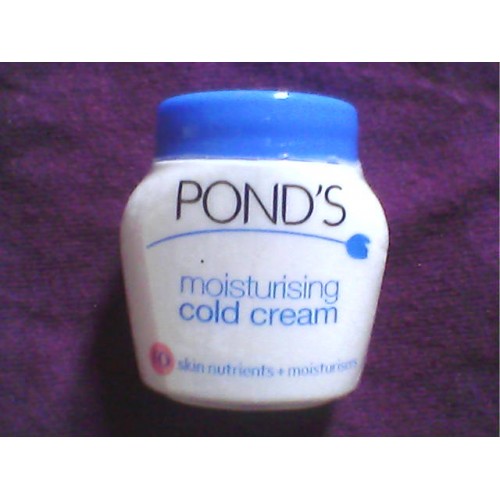 POND'S
moisturising
cold cream
10 skin nutrients + moisturisers